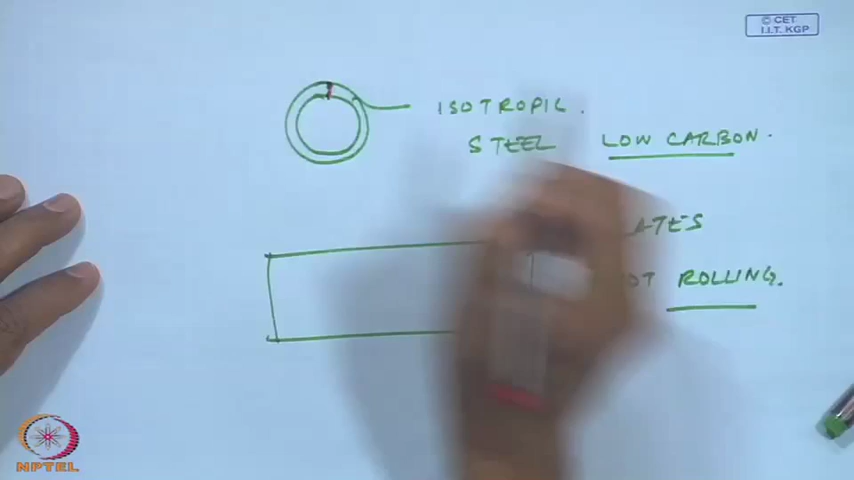 © CET
I.I.T. KGP
ISOTROPIC.
STEEL LOW CARBON.
ROLLING.
NPTEL